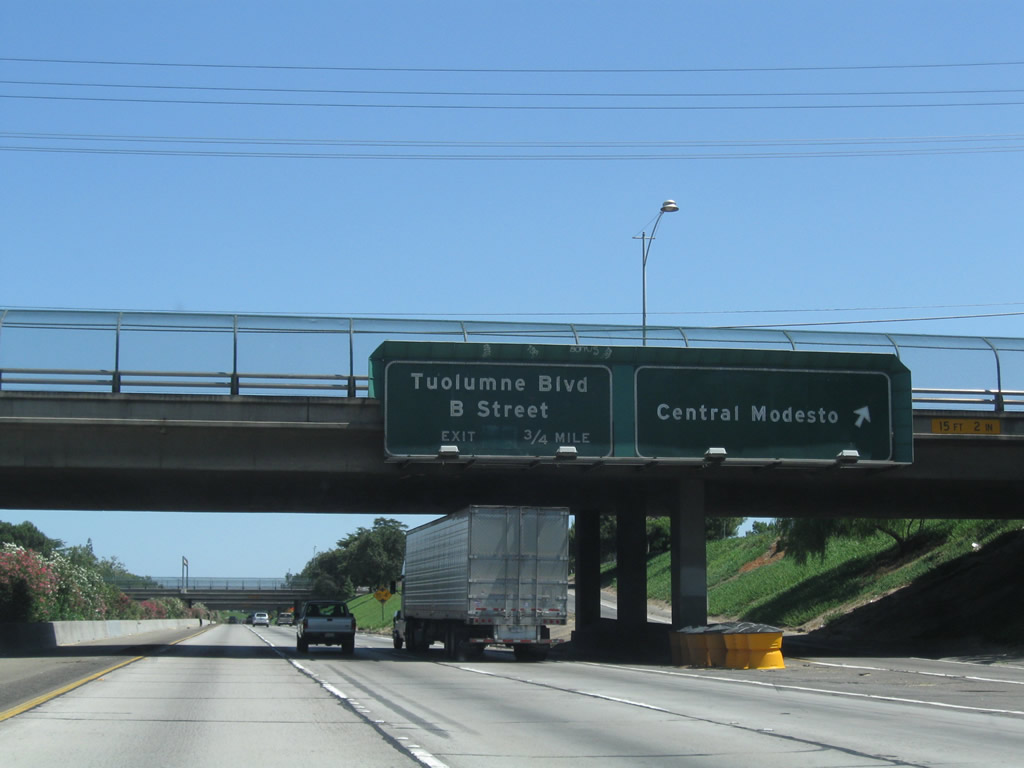 Tuolumne Blvd
B Street
EXIT 3/4 MILE
Central Modesto
15 FT 2 IN